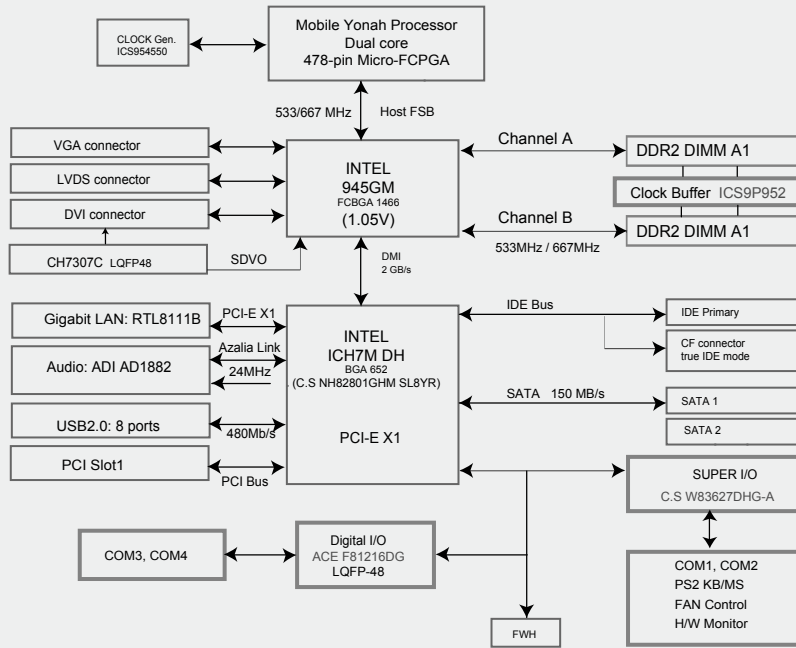 CLOCK Gen.
ICS954550
Mobile Yonah Processor
Dual core
478-pin Micro-FCPGA
533/667 MHz
Host FSB
VGA connector
LVDS connector
DVI connector
CH7307C LQFP48
SDVO
INTEL
945GM
FCBGA 1466
(1.05V)
Channel A
Channel B
533MHz / 667MHz
DDR2 DIMM A1
Clock Buffer ICS9P952
DDR2 DIMM A1
DMI
2 GB/s
Gigabit LAN: RTL8111B
PCI-E X1
Audio: ADI AD1882
Azalia Link
24MHz
USB2.0: 8 ports
480Mb/s
PCI Slot1
PCI Bus
INTEL
ICH7M DH
BGA 652
(C.S NH82801GHM SL8YR)
PCI-E X1
IDE Bus
IDE Primary
CF connector
true IDE mode
SATA 150 MB/s
SATA 1
SATA 2
SUPER I/O
C.S W83627DHG-A
COM3, COM4
Digital I/O
ACE F81216DG
LQFP-48
COM1, COM2
PS2 KB/MS
FAN Control
H/W Monitor
FWH